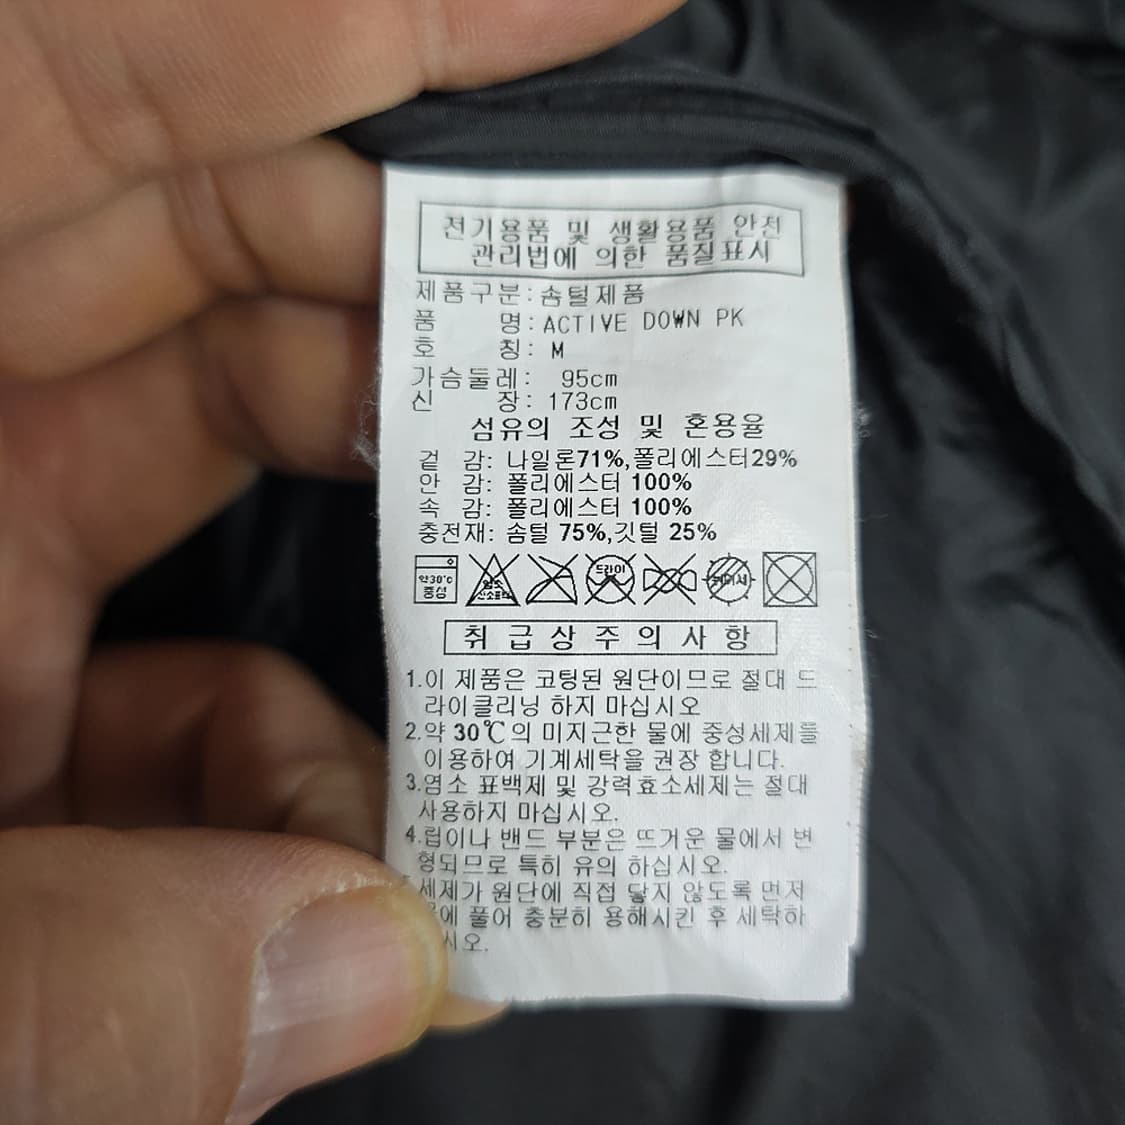 전기용품 및 생활용품 안전
관리법에 의한 품질표시
제품구분: 솜털제품
품 명: ACTIVE DOWN PK
호 칭: M
가슴둘레: 95cm
신 장: 173cm
섬유의 조성 및 혼용율
겉 감: 나일론71%,폴리에스터29%
안 감: 폴리에스터 100%
속 감: 폴리에스터 100%
충전재: 솜털 75%,깃털 25%
약30℃ 중성 염소 산소표백 드라이
취급상주의사항
1.이 제품은 코팅된 원단이므로 절대 드
라이클리닝 하지 마십시오
2.약 30℃의 미지근한 물에 중성세제를
이용하여 기계세탁을 권장 합니다.
3.염소 표백제 및 강력효소세제는 절대
사용하지 마십시오.
4.립이나 밴드 부분은 뜨거운 물에서 변
형되므로 특히 유의 하십시오.
세제가 원단에 직접 닿지 않도록 먼저
에 풀어 충분히 용해시킨 후 세탁하
시오.